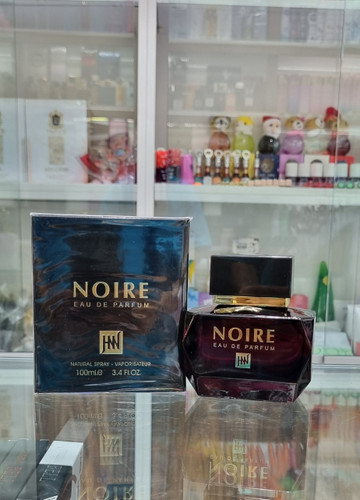 NOIRE
EAU DE PARFUM
NATURAL SPRAY - VAPORISATEUR
100ml.e 3.4 FL.OZ.
NOIRE
EAU DE PARFUM